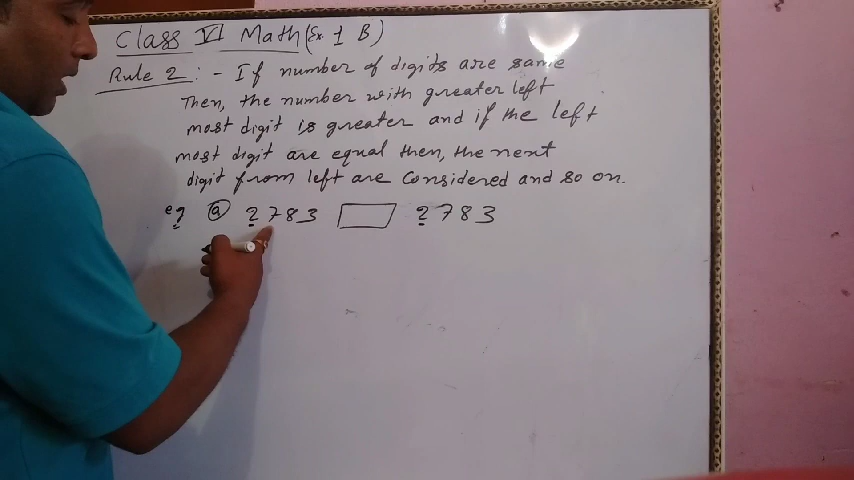 Class VI Math (Ex 1 B)
Rule 2 : - If number of digits are same
Then, the number with greater left
most digit is greater and if the left
most digit are equal then, the next
digit from left are considered and so on.
eg (a) 2783 2783